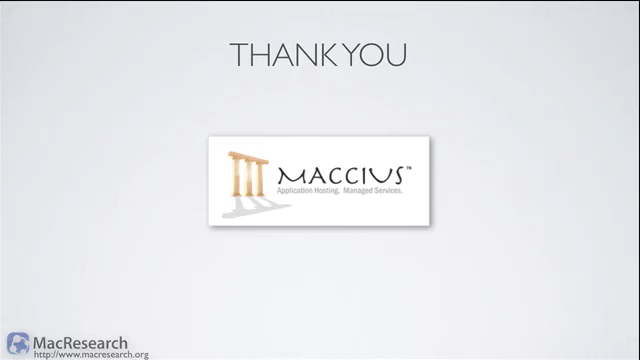 THANK YOU
MACCIUS™
Application Hosting. Managed Services.
MacResearch
http://www.macresearch.org